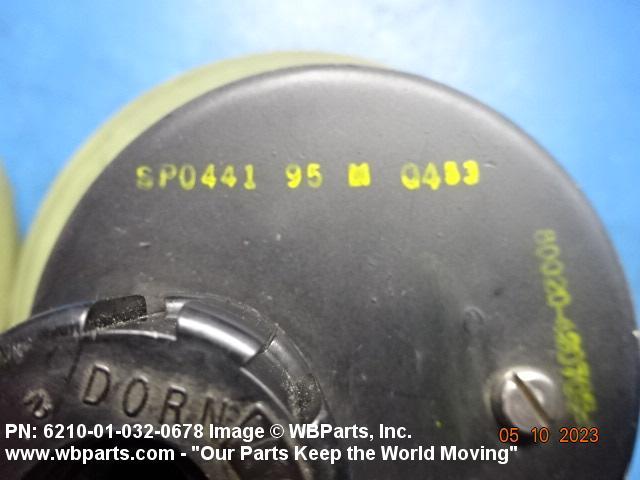 SP0441 95 M Q483
DORN
05 10 2023
PN: 6210-01-032-0678 Image © WBParts, Inc.
www.wbparts.com - "Our Parts Keep the World Moving"